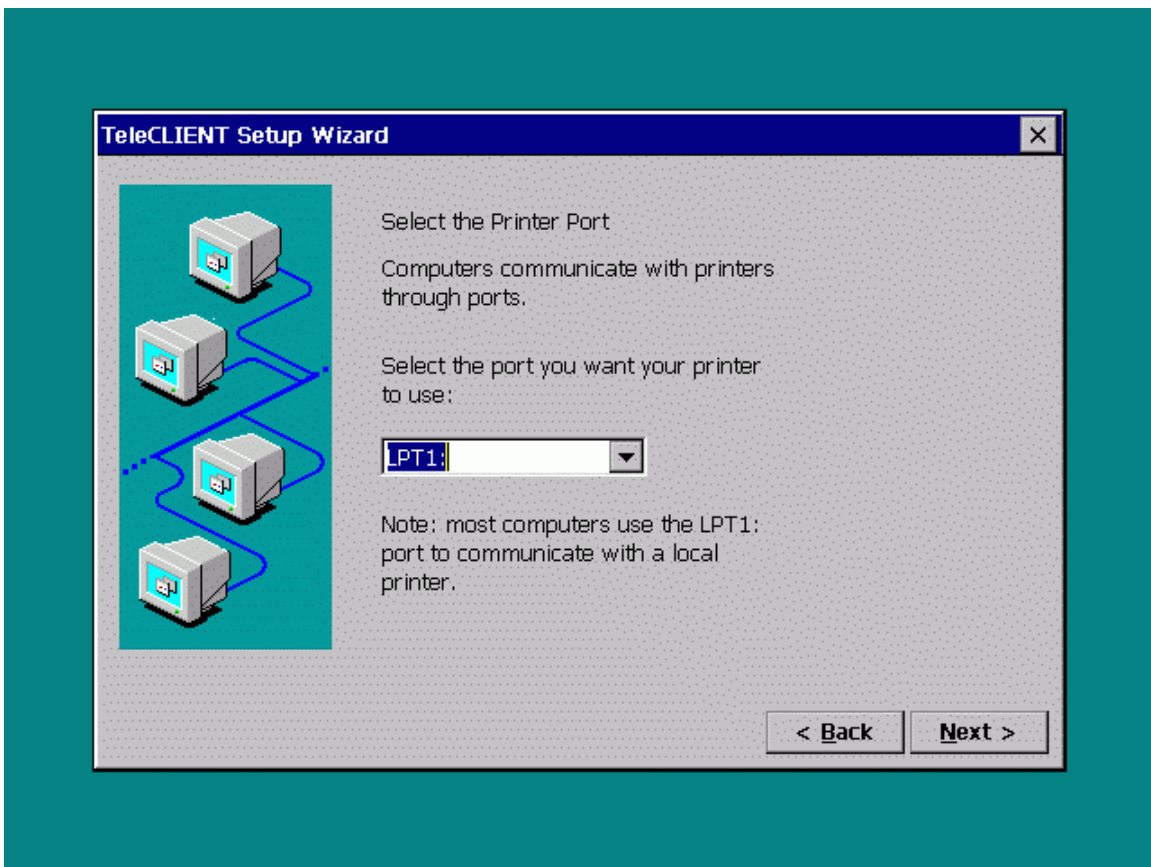 TeleCLIENT Setup Wizard
Select the Printer Port
Computers communicate with printers
through ports.
Select the port you want your printer
to use:
LPT1:
Note: most computers use the LPT1:
port to communicate with a local
printer.
< Back
Next >